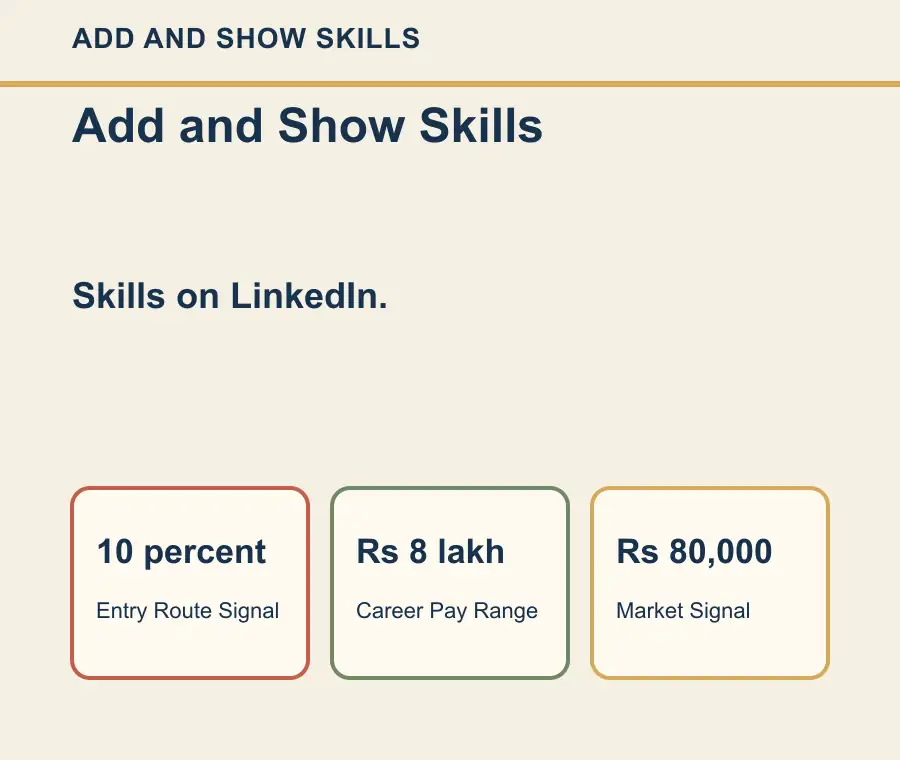 ADD AND SHOW SKILLS
Add and Show Skills
Skills on LinkedIn.
10 percent
Entry Route Signal
Rs 8 lakh
Career Pay Range
Rs 80,000
Market Signal